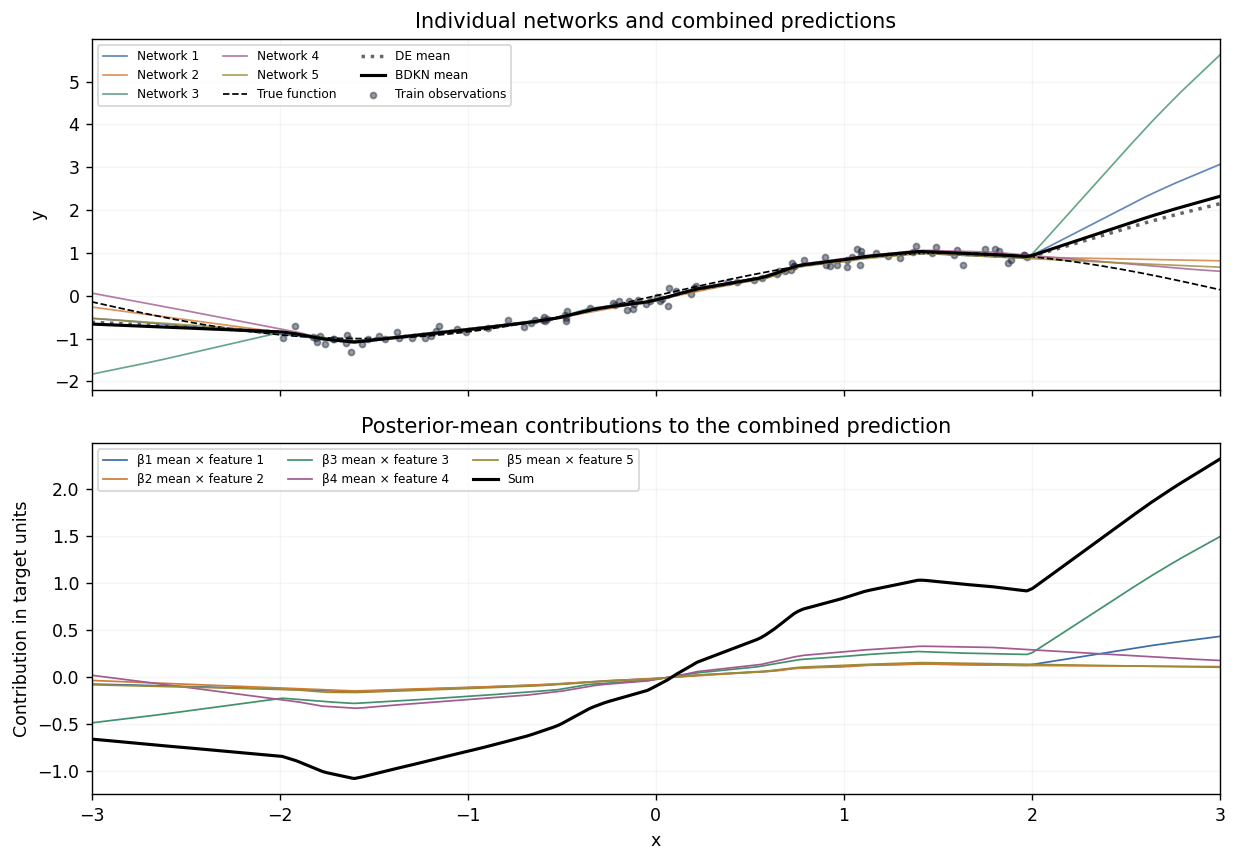 Individual networks and combined predictions
Network 1 Network 4 DE mean
Network 2 Network 5 BDKN mean
Network 3 True function Train observations
y
5
4
3
2
1
0
−1
−2
Posterior-mean contributions to the combined prediction
β1 mean × feature 1 β3 mean × feature 3 β5 mean × feature 5
β2 mean × feature 2 β4 mean × feature 4 Sum
Contribution in target units
2.0
1.5
1.0
0.5
0.0
−0.5
−1.0
−3 −2 −1 0 1 2 3
x